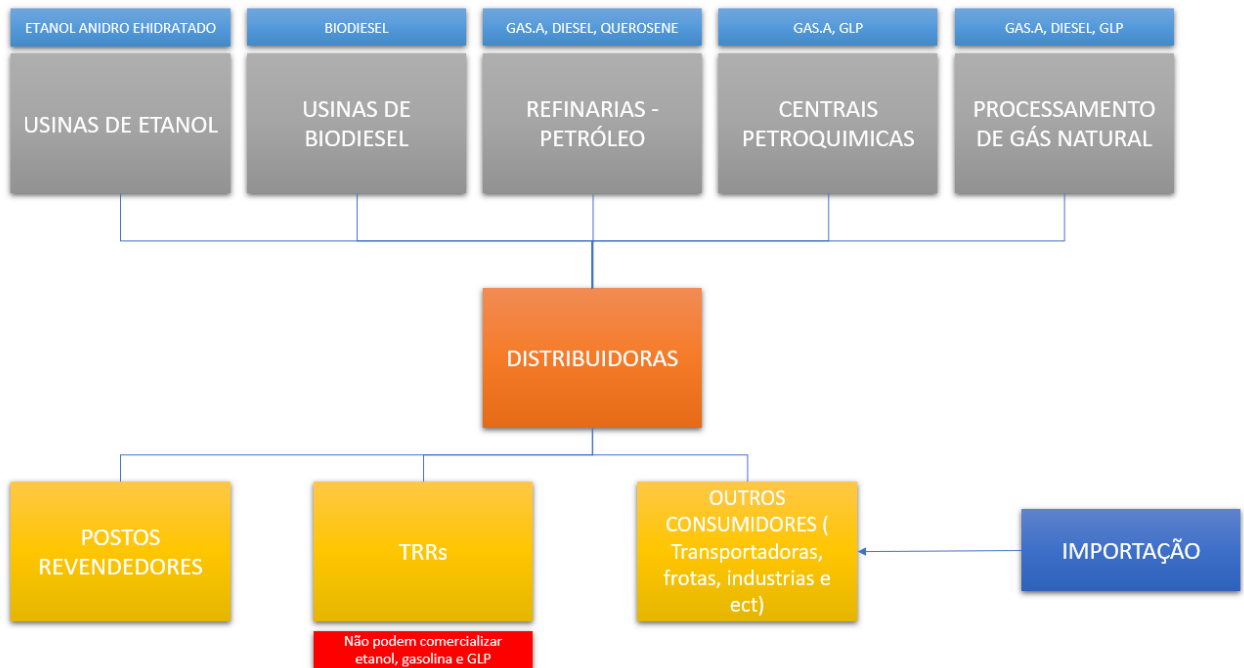 ETANOL ANIDRO EHIDRATADO
BIODIESEL
GAS.A, DIESEL, QUEROSENE
GAS.A, GLP
GAS.A, DIESEL, GLP
USINAS DE ETANOL
USINAS DE
BIODIESEL
REFINARIAS -
PETRÓLEO
CENTRAIS
PETROQUIMICAS
PROCESSAMENTO
DE GÁS NATURAL
DISTRIBUIDORAS
POSTOS
REVENDEDORES
TRRs
OUTROS
CONSUMIDORES (
Transportadoras,
frotas, industrias e
ect)
IMPORTAÇÃO
Não podem comercializar
etanol, gasolina e GLP